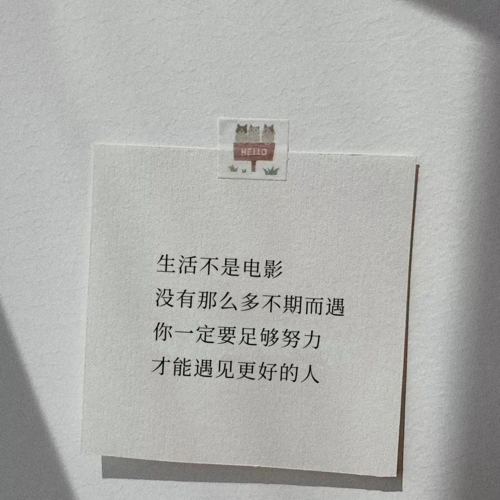 HELLO
生活不是电影
没有那么多不期而遇
你一定要足够努力
才能遇见更好的人